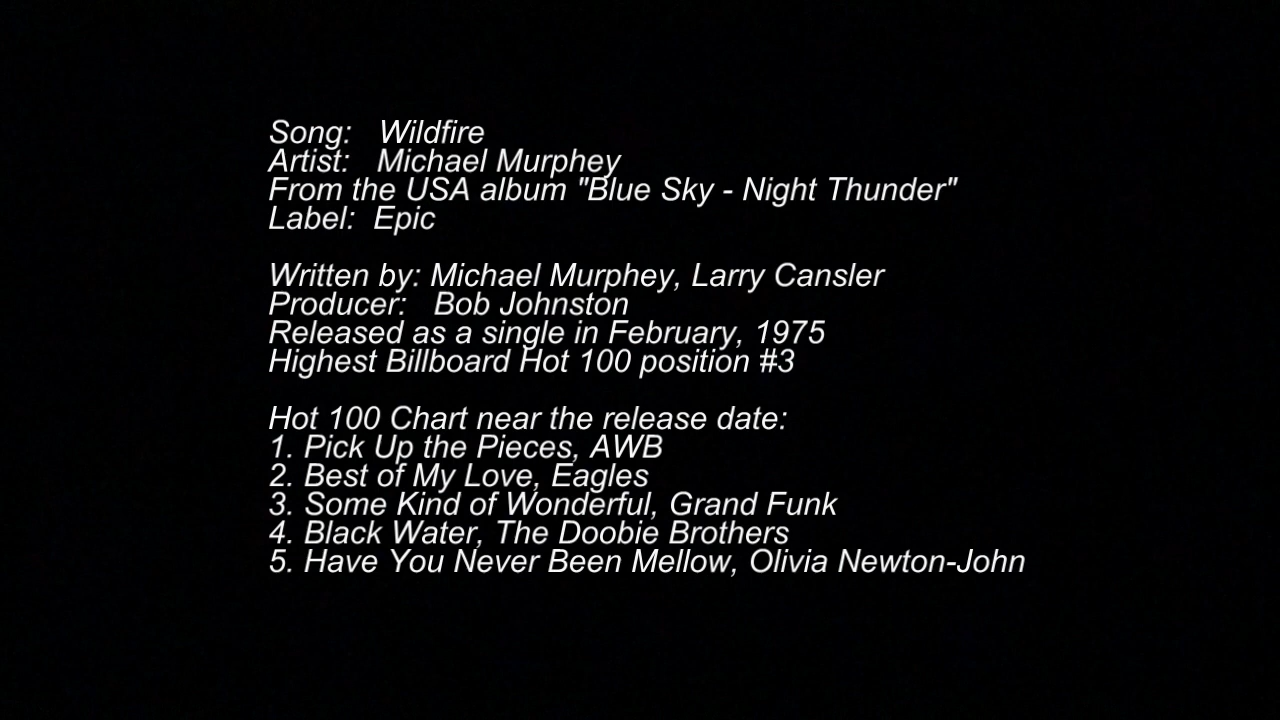 Song: Wildfire
Artist: Michael Murphey
From the USA album "Blue Sky - Night Thunder"
Label: Epic
Written by: Michael Murphey, Larry Cansler
Producer: Bob Johnston
Released as a single in February, 1975
Highest Billboard Hot 100 position #3
Hot 100 Chart near the release date:
1. Pick Up the Pieces, AWB
2. Best of My Love, Eagles
3. Some Kind of Wonderful, Grand Funk
4. Black Water, The Doobie Brothers
5. Have You Never Been Mellow, Olivia Newton-John